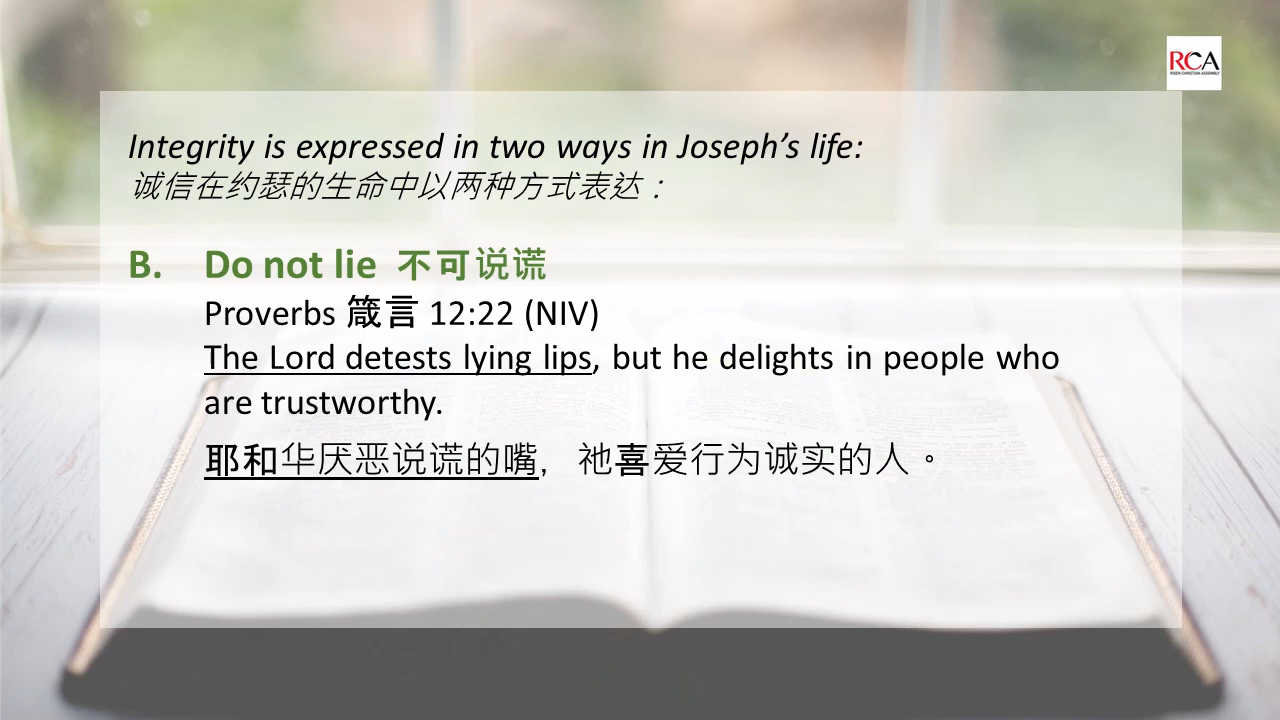 RCA
RISEN CHRISTIAN ASSEMBLY
Integrity is expressed in two ways in Joseph’s life:
诚信在约瑟的生命中以两种方式表达：
B. Do not lie 不可说谎
Proverbs 箴言 12:22 (NIV)
The Lord detests lying lips, but he delights in people who
are trustworthy.
耶和华厌恶说谎的嘴， 祂喜爱行为诚实的人。